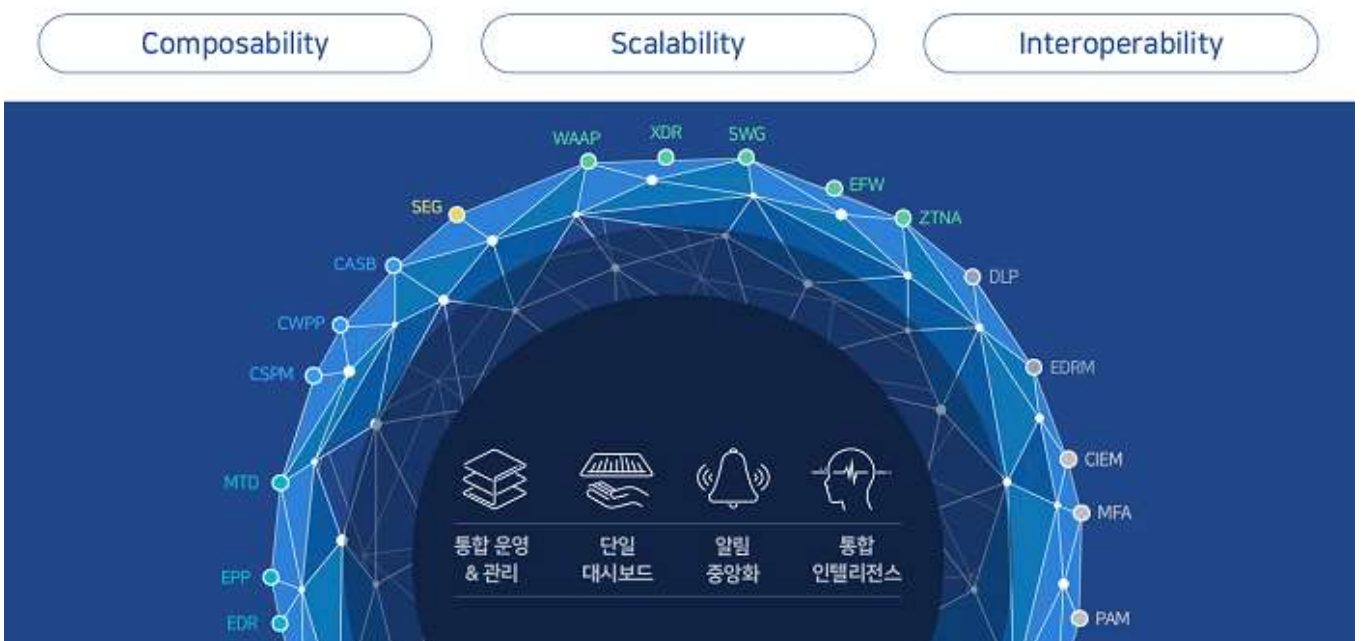 Composability
Scalability
Interoperability
WAAP
XDR
SWG
EFW
ZTNA
SEG
CASB
CWPP
CSPM
MTD
EPP
EDR
DLP
EDRM
CIEM
MFA
PAM
통합 운영
& 관리
단일
대시보드
알림
중앙화
통합
인텔리전스